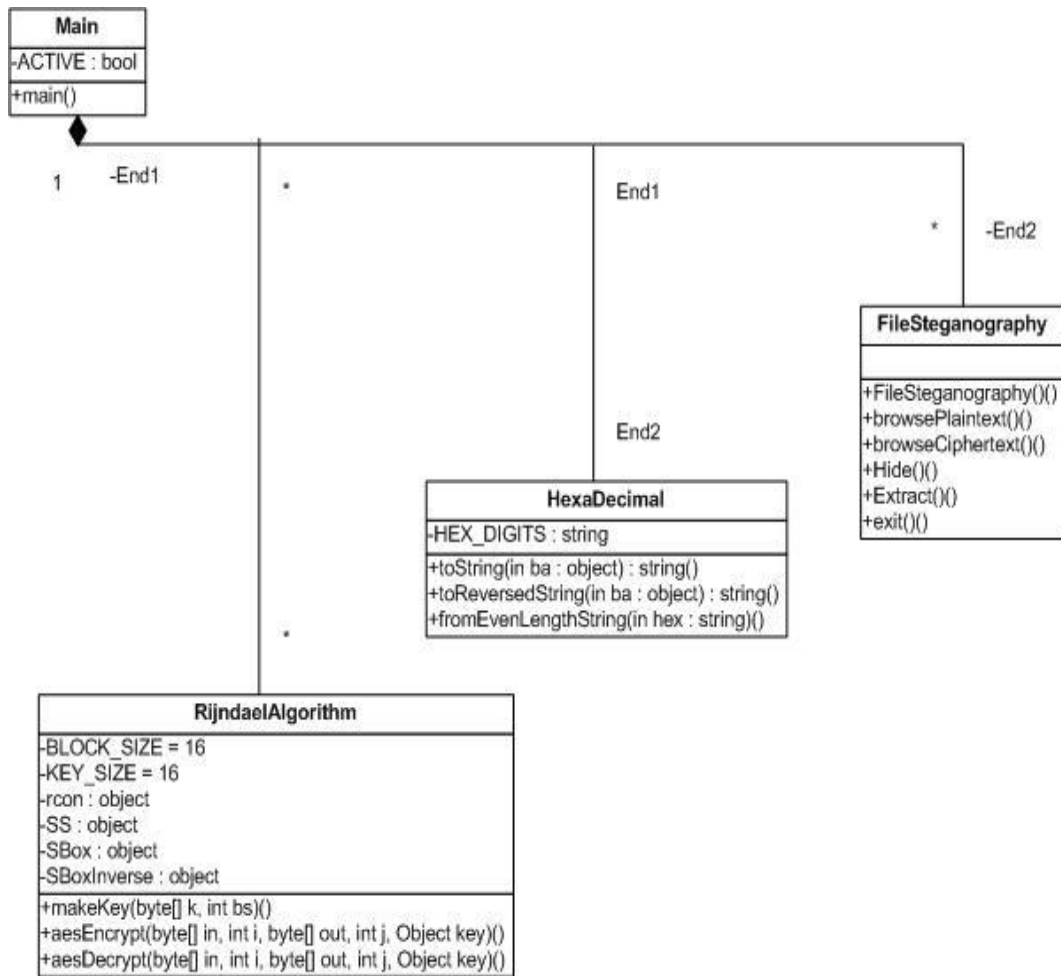 Main
-ACTIVE : bool
+main()
1
-End1
*
End1
*
-End2
FileSteganography
+FileSteganography()()
+browsePlaintext()()
+browseCiphertext()()
+Hide()()
+Extract()()
+exit()()
End2
HexaDecimal
-HEX_DIGITS : string
+toString(in ba : object) : string()
+toReversedString(in ba : object) : string()
+fromEvenLengthString(in hex : string)()
*
RijndaelAlgorithm
-BLOCK_SIZE = 16
-KEY_SIZE = 16
-rcon : object
-SS : object
-SBox : object
-SBoxInverse : object
+makeKey(byte[] k, int bs)()
+aesEncrypt(byte[] in, int i, byte[] out, int j, Object key)()
+aesDecrypt(byte[] in, int i, byte[] out, int j, Object key)()